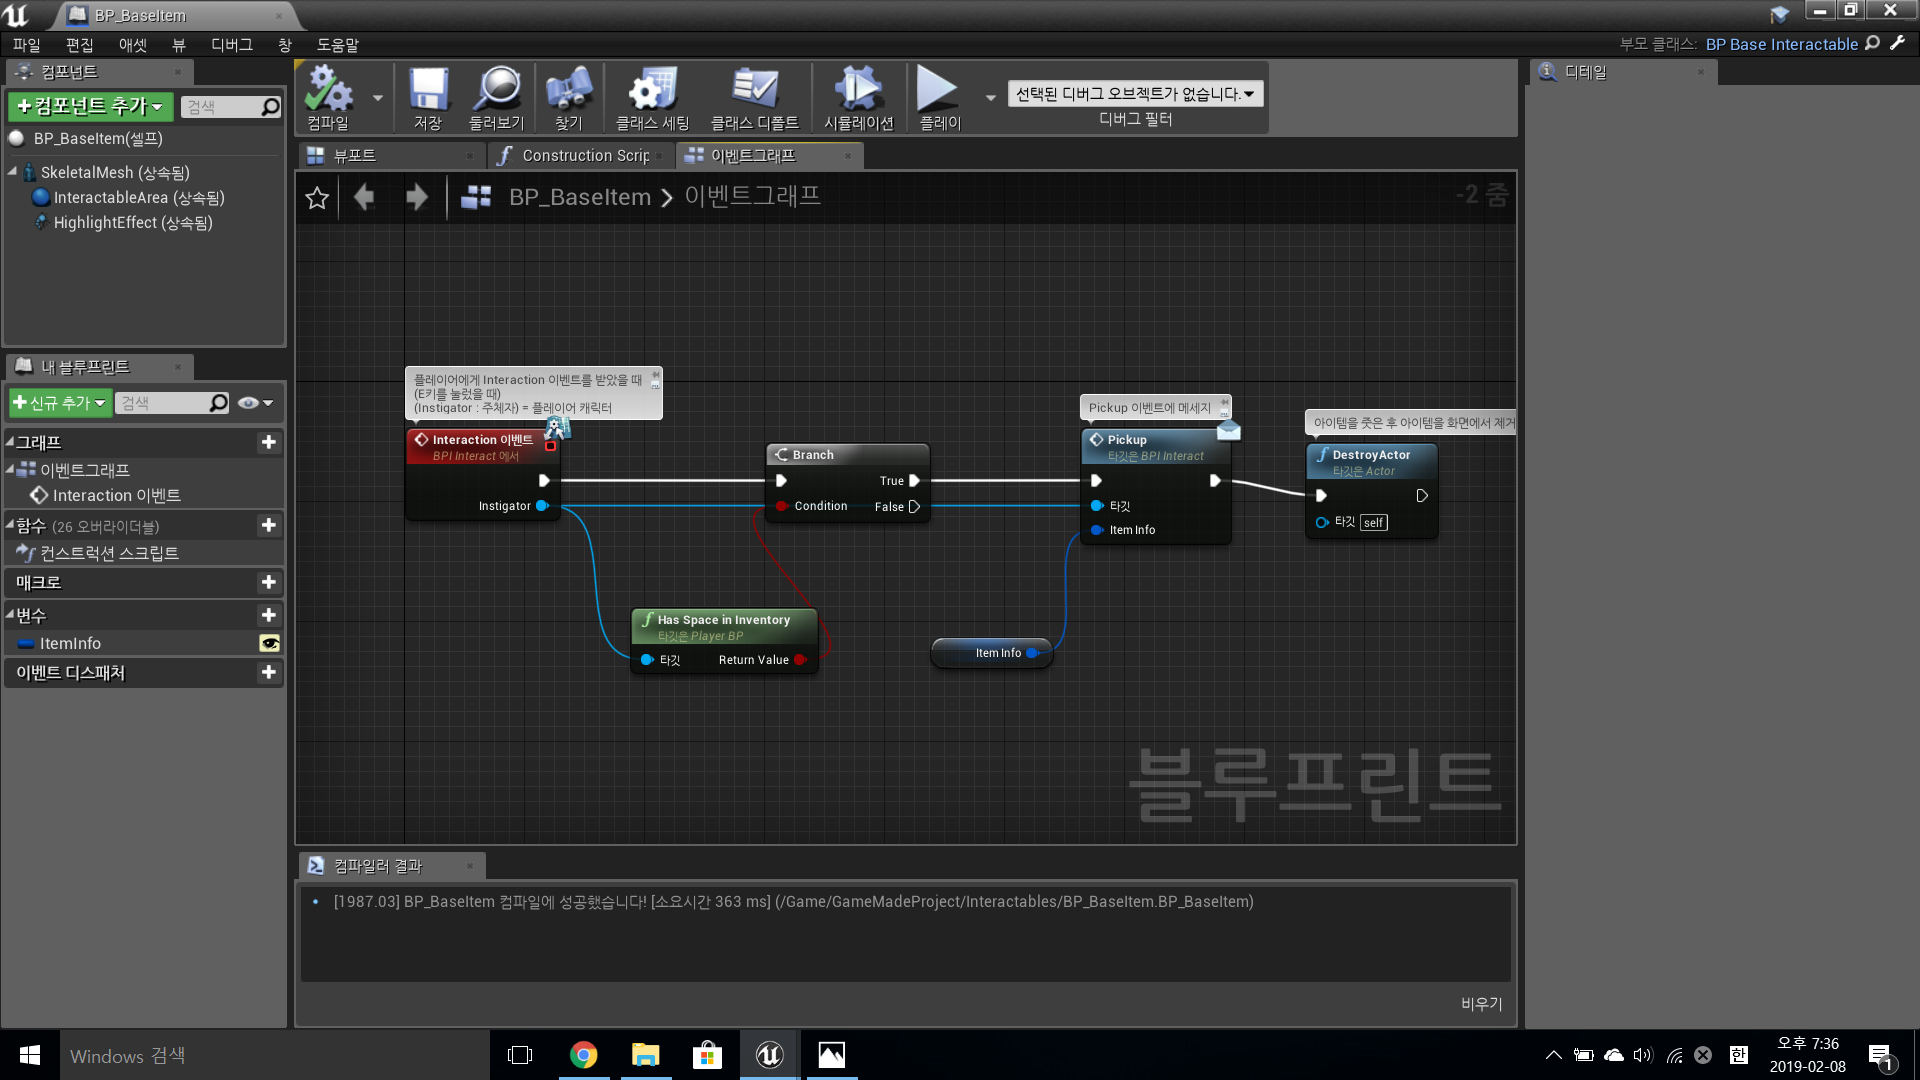 BP_BaseItem
파일 편집 애셋 뷰 디버그 창 도움말
부모 클래스: BP Base Interactable
컴포넌트
+컴포넌트 추가
검색
BP_BaseItem(셀프)
SkeletalMesh (상속됨)
InteractableArea (상속됨)
HighlightEffect (상속됨)
컴파일
저장
둘러보기
찾기
클래스 세팅
클래스 디폴트
시뮬레이션
플레이
선택된 디버그 오브젝트가 없습니다.
디버그 필터
디테일
뷰포트
Construction Scrip
이벤트그래프
BP_BaseItem > 이벤트그래프
-2 줌
내 블루프린트
+신규 추가
검색
그래프
이벤트그래프
Interaction 이벤트
함수 (26 오버라이더블)
컨스트럭션 스크립트
매크로
변수
ItemInfo
이벤트 디스패처
플레이어에게 Interaction 이벤트를 받았을 때
(E키를 눌렀을 때)
(Instigator : 주체자) = 플레이어 캐릭터
Interaction 이벤트
BPI Interact 에서
Instigator
Branch
True
Condition
False
Has Space in Inventory
타깃은 Player BP
타깃
Return Value
Item Info
Pickup 이벤트에 메세지
Pickup
타깃은 BPI Interact
타깃
Item Info
아이템을 줏은 후 아이템을 화면에서 제거
DestroyActor
타깃은 Actor
타깃 self
블루프린트
컴파일러 결과
[1987.03] BP_BaseItem 컴파일에 성공했습니다! [소요시간 363 ms] (/Game/GameMadeProject/Interactables/BP_BaseItem.BP_BaseItem)
비우기
Windows 검색
한
오후 7:36
2019-02-08
1